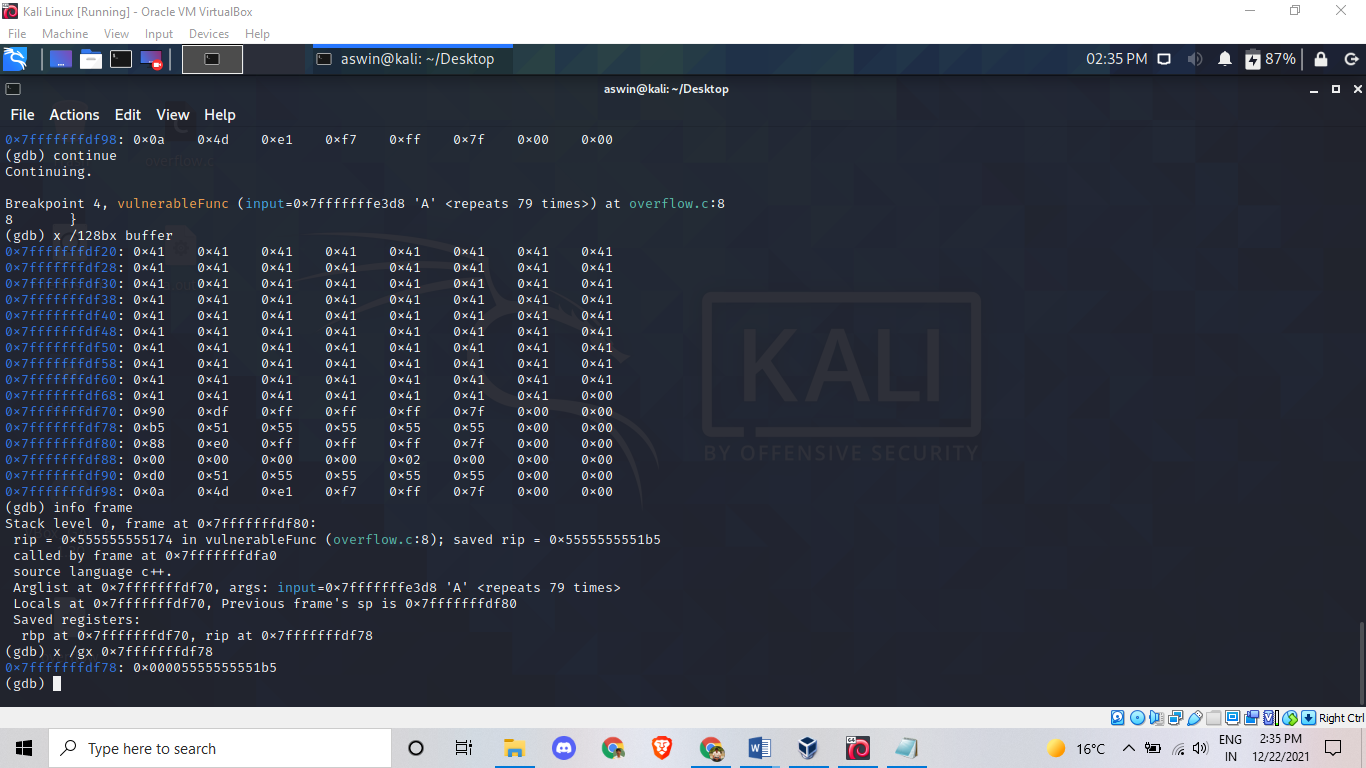 Kali Linux [Running] - Oracle VM VirtualBox
File Machine View Input Devices Help
aswin@kali: ~/Desktop
02:35 PM 87%
aswin@kali: ~/Desktop
File Actions Edit View Help
0×7fffffffdf98: 0×0a 0×4d 0×e1 0×f7 0×ff 0×7f 0×00 0×00
(gdb) continue
Continuing.
Breakpoint 4, vulnerableFunc (input=0×7fffffffe3d8 'A' <repeats 79 times>) at overflow.c:8
8 }
(gdb) x /128bx buffer
0×7fffffffdf20: 0×41 0×41 0×41 0×41 0×41 0×41 0×41 0×41
0×7fffffffdf28: 0×41 0×41 0×41 0×41 0×41 0×41 0×41 0×41
0×7fffffffdf30: 0×41 0×41 0×41 0×41 0×41 0×41 0×41 0×41
0×7fffffffdf38: 0×41 0×41 0×41 0×41 0×41 0×41 0×41 0×41
0×7fffffffdf40: 0×41 0×41 0×41 0×41 0×41 0×41 0×41 0×41
0×7fffffffdf48: 0×41 0×41 0×41 0×41 0×41 0×41 0×41 0×41
0×7fffffffdf50: 0×41 0×41 0×41 0×41 0×41 0×41 0×41 0×41
0×7fffffffdf58: 0×41 0×41 0×41 0×41 0×41 0×41 0×41 0×41
0×7fffffffdf60: 0×41 0×41 0×41 0×41 0×41 0×41 0×41 0×41
0×7fffffffdf68: 0×41 0×41 0×41 0×41 0×41 0×41 0×41 0×00
0×7fffffffdf70: 0×90 0×df 0×ff 0×ff 0×ff 0×7f 0×00 0×00
0×7fffffffdf78: 0×b5 0×51 0×55 0×55 0×55 0×55 0×00 0×00
0×7fffffffdf80: 0×88 0×e0 0×ff 0×ff 0×ff 0×7f 0×00 0×00
0×7fffffffdf88: 0×00 0×00 0×00 0×00 0×02 0×00 0×00 0×00
0×7fffffffdf90: 0×d0 0×51 0×55 0×55 0×55 0×55 0×00 0×00
0×7fffffffdf98: 0×0a 0×4d 0×e1 0×f7 0×ff 0×7f 0×00 0×00
(gdb) info frame
Stack level 0, frame at 0×7fffffffdf80:
rip = 0×555555555174 in vulnerableFunc (overflow.c:8); saved rip = 0×5555555551b5
called by frame at 0×7fffffffdfa0
source language c++.
Arglist at 0×7fffffffdf70, args: input=0×7fffffffe3d8 'A' <repeats 79 times>
Locals at 0×7fffffffdf70, Previous frame's sp is 0×7fffffffdf80
Saved registers:
rbp at 0×7fffffffdf70, rip at 0×7fffffffdf78
(gdb) x /gx 0×7fffffffdf78
0×7fffffffdf78: 0×00005555555551b5
(gdb)
KALI
BY OFFENSIVE SECURITY
Right Ctrl
Type here to search
16°C
ENG
IN
2:35 PM
12/22/2021